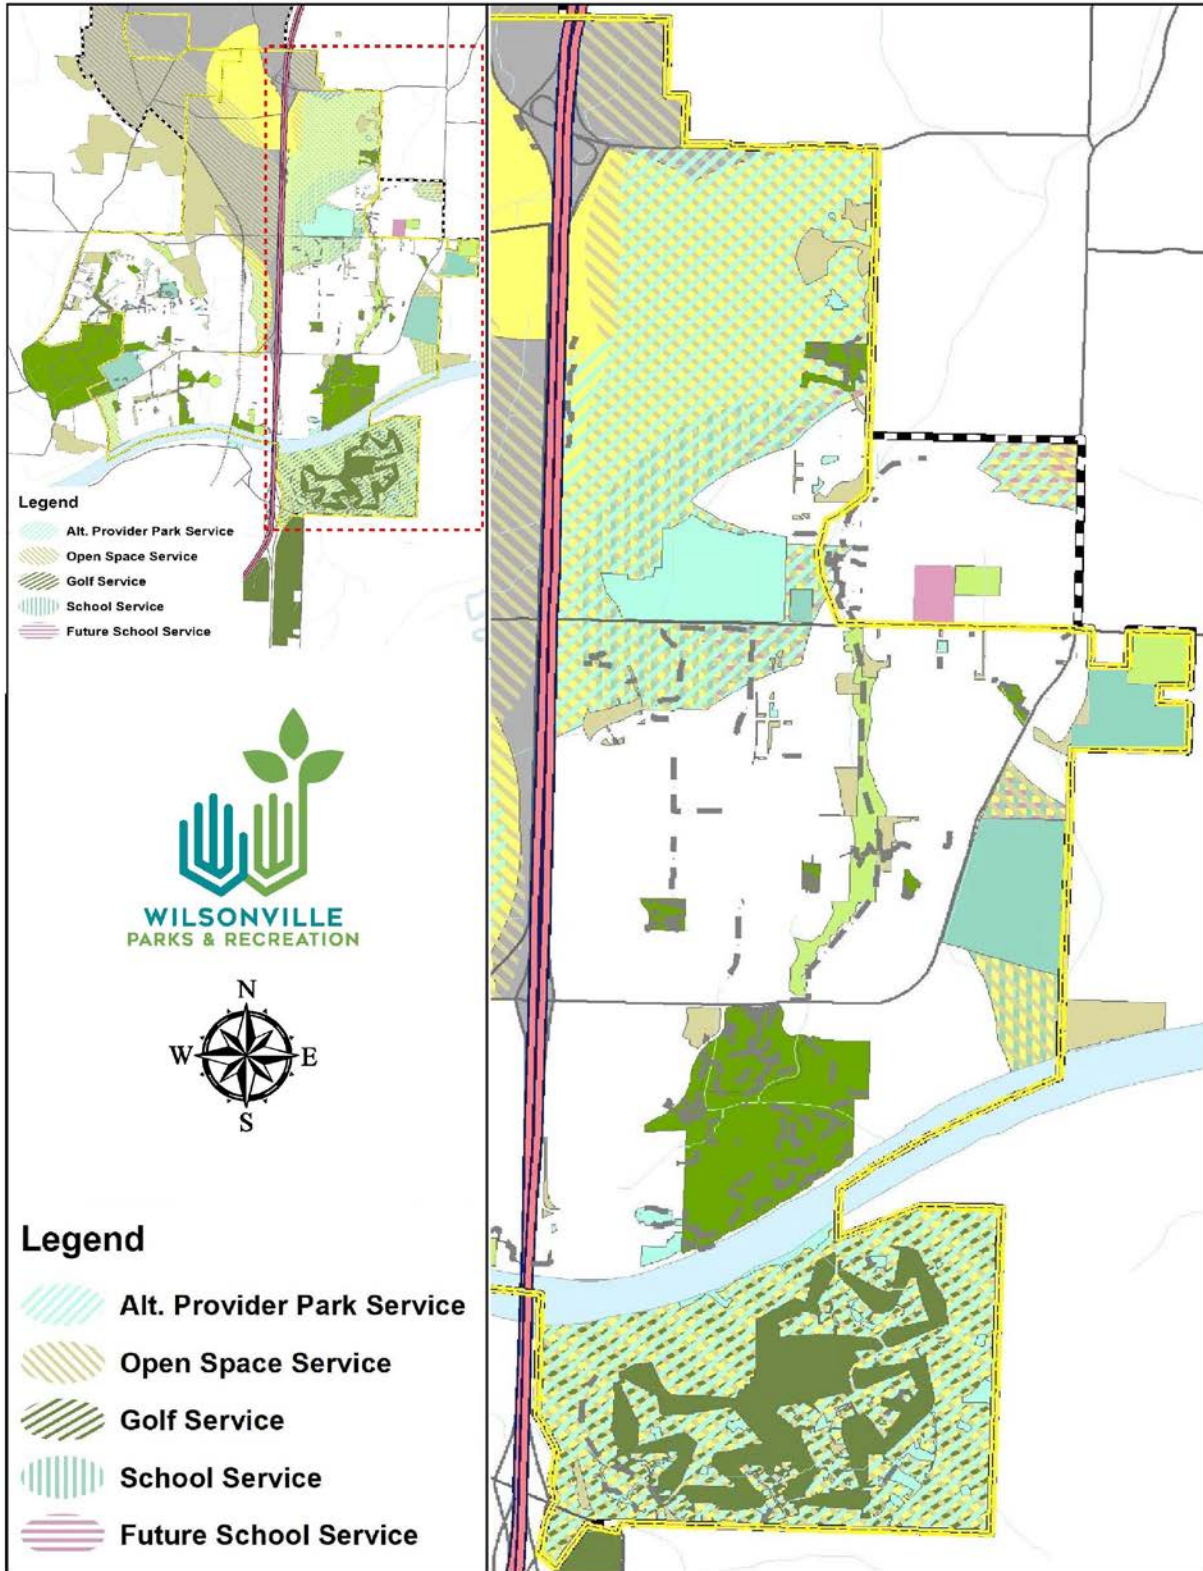 Legend
Alt. Provider Park Service
Open Space Service
Golf Service
School Service
Future School Service
WILSONVILLE
PARKS & RECREATION
N
W E
S
Legend
Alt. Provider Park Service
Open Space Service
Golf Service
School Service
Future School Service